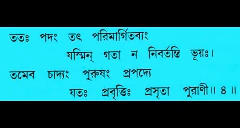 ততঃ পদং তৎ পরিমার্গিতব্যং
যস্মিন্ গতা ন নিবর্তন্তি ভূয়ঃ।
তমেব চাদ্যং পুরুষং প্রপদ্যে
যতঃ প্রবৃত্তিঃ প্রসৃতা পুরাণী॥ ৪॥